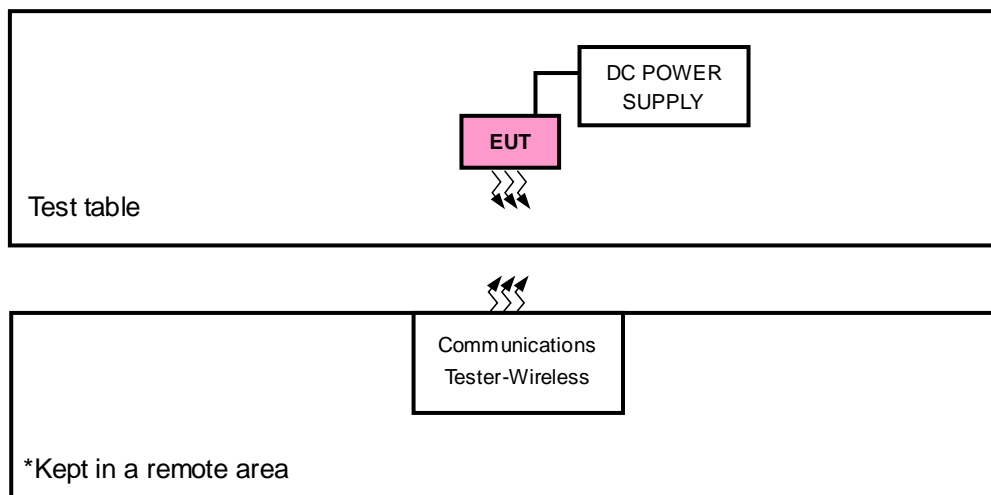 DC POWER
SUPPLY
EUT
Test table
Communications
Tester-Wireless
*Kept in a remote area